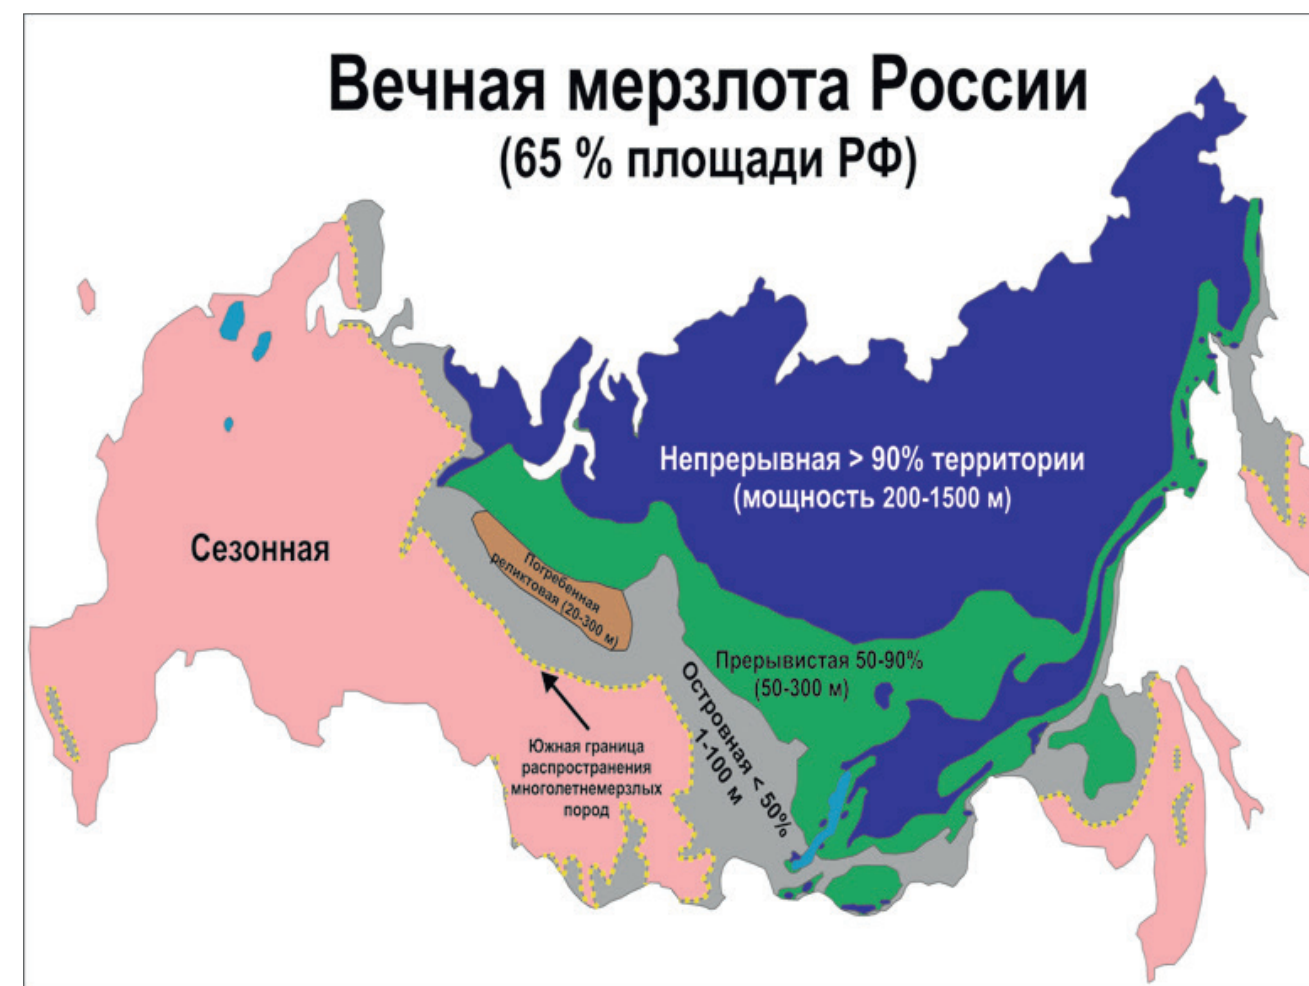 Вечная мерзлота России
(65 % площади РФ)
Непрерывная > 90% территории
(мощность 200-1500 м)
Сезонная
Погребенная
реликтовая (20-300 м)
Прерывистая 50-90%
(50-300 м)
Островная < 50%
1-100 м
Южная граница
распространения
многолетнемерзлых
пород